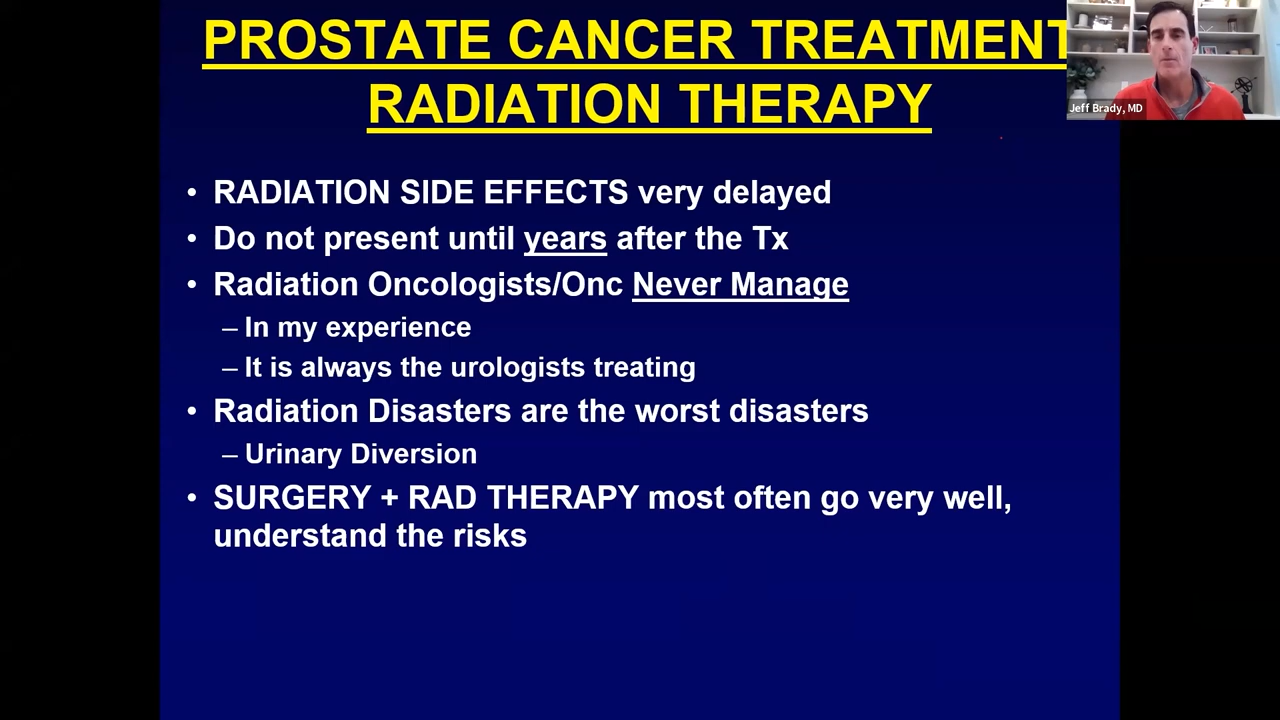 PROSTATE CANCER TREATMENT
RADIATION THERAPY
Jeff Brady, MD
• RADIATION SIDE EFFECTS very delayed
• Do not present until years after the Tx
• Radiation Oncologists/Onc Never Manage
– In my experience
– It is always the urologists treating
• Radiation Disasters are the worst disasters
– Urinary Diversion
• SURGERY + RAD THERAPY most often go very well,
understand the risks